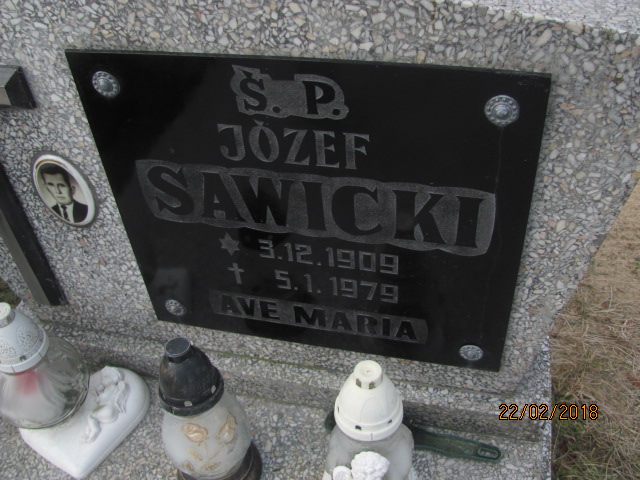 Ś. P.
JÓZEF
SAWICKI
3.12.1909
5.1.1979
AVE MARIA
22/02/2018